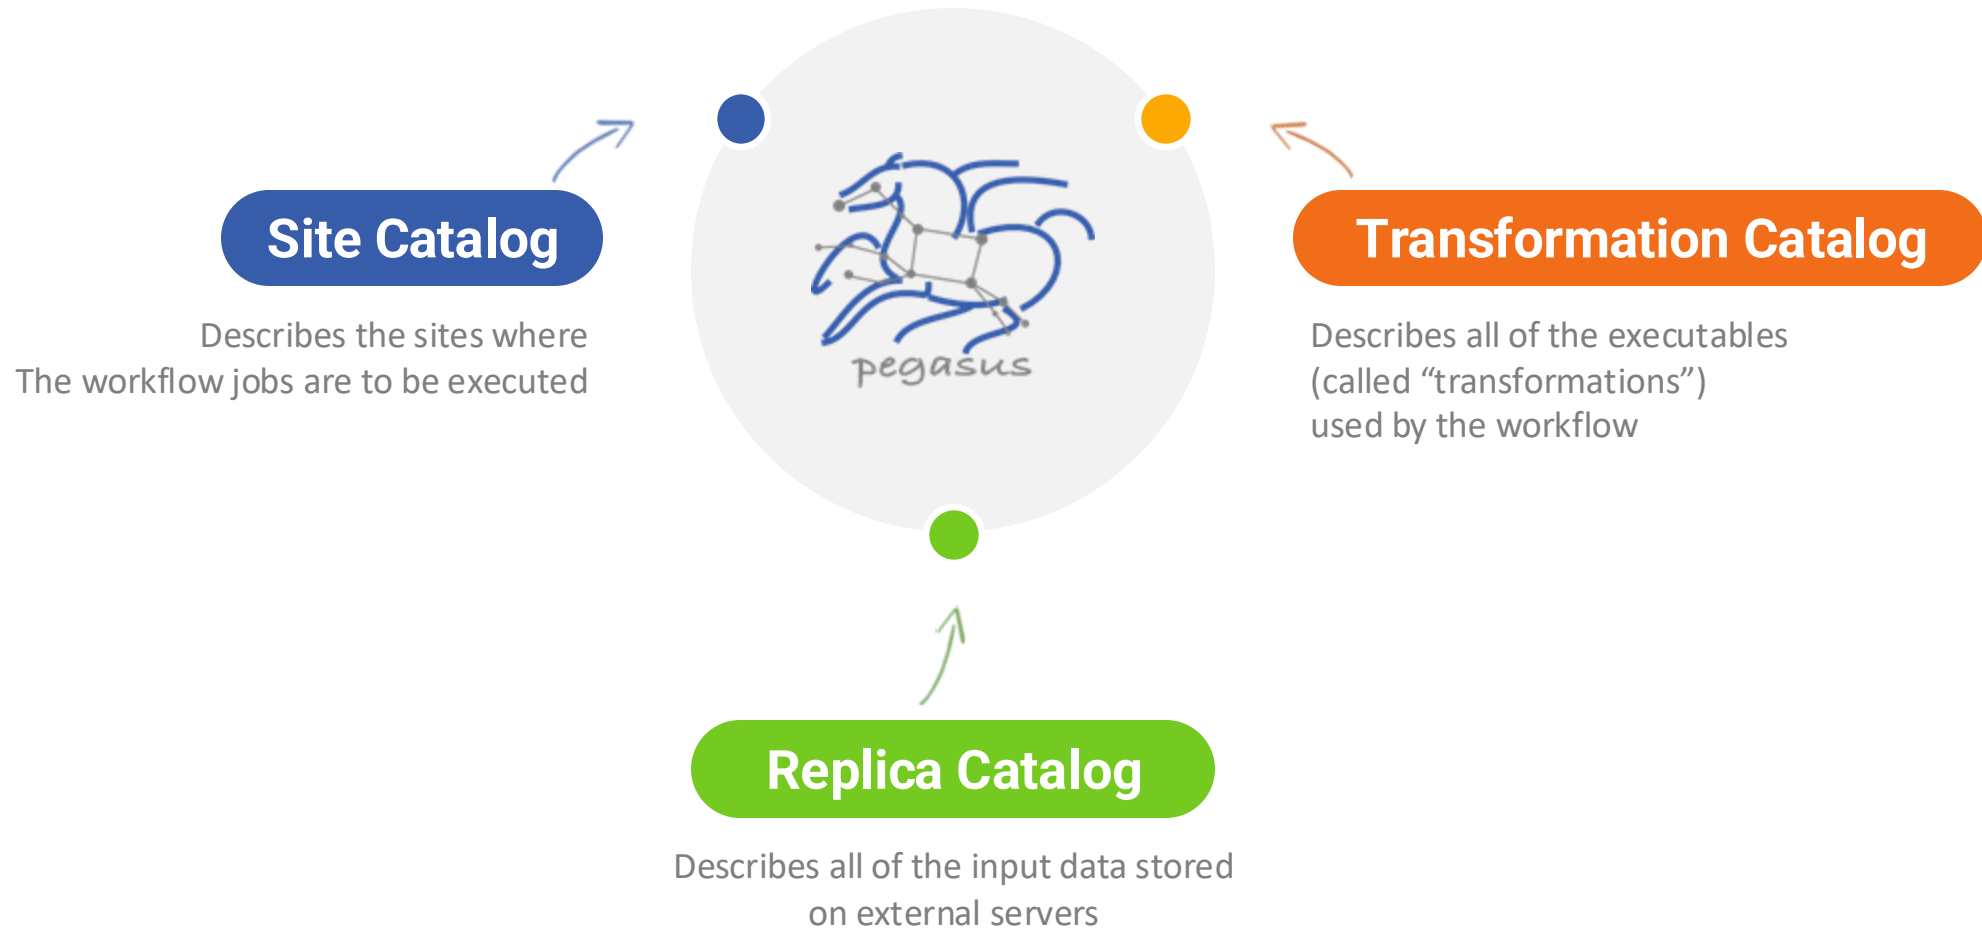 Site Catalog
Describes the sites where
The workflow jobs are to be executed
pegasus
Transformation Catalog
Describes all of the executables
(called “transformations”)
used by the workflow
Replica Catalog
Describes all of the input data stored
on external servers